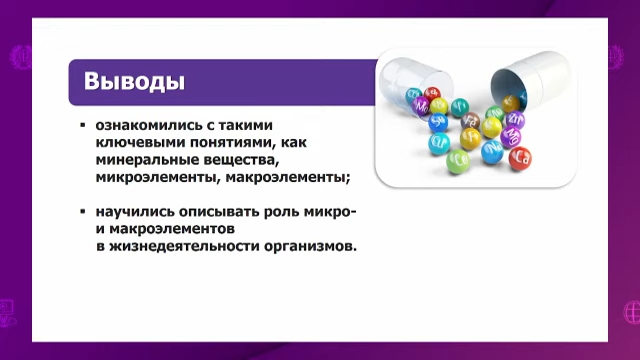 Выводы
▪ ознакомились с такими
ключевыми понятиями, как
минеральные вещества,
микроэлементы, макроэлементы;
▪ научились описывать роль микро-
и макроэлементов
в жизнедеятельности организмов.